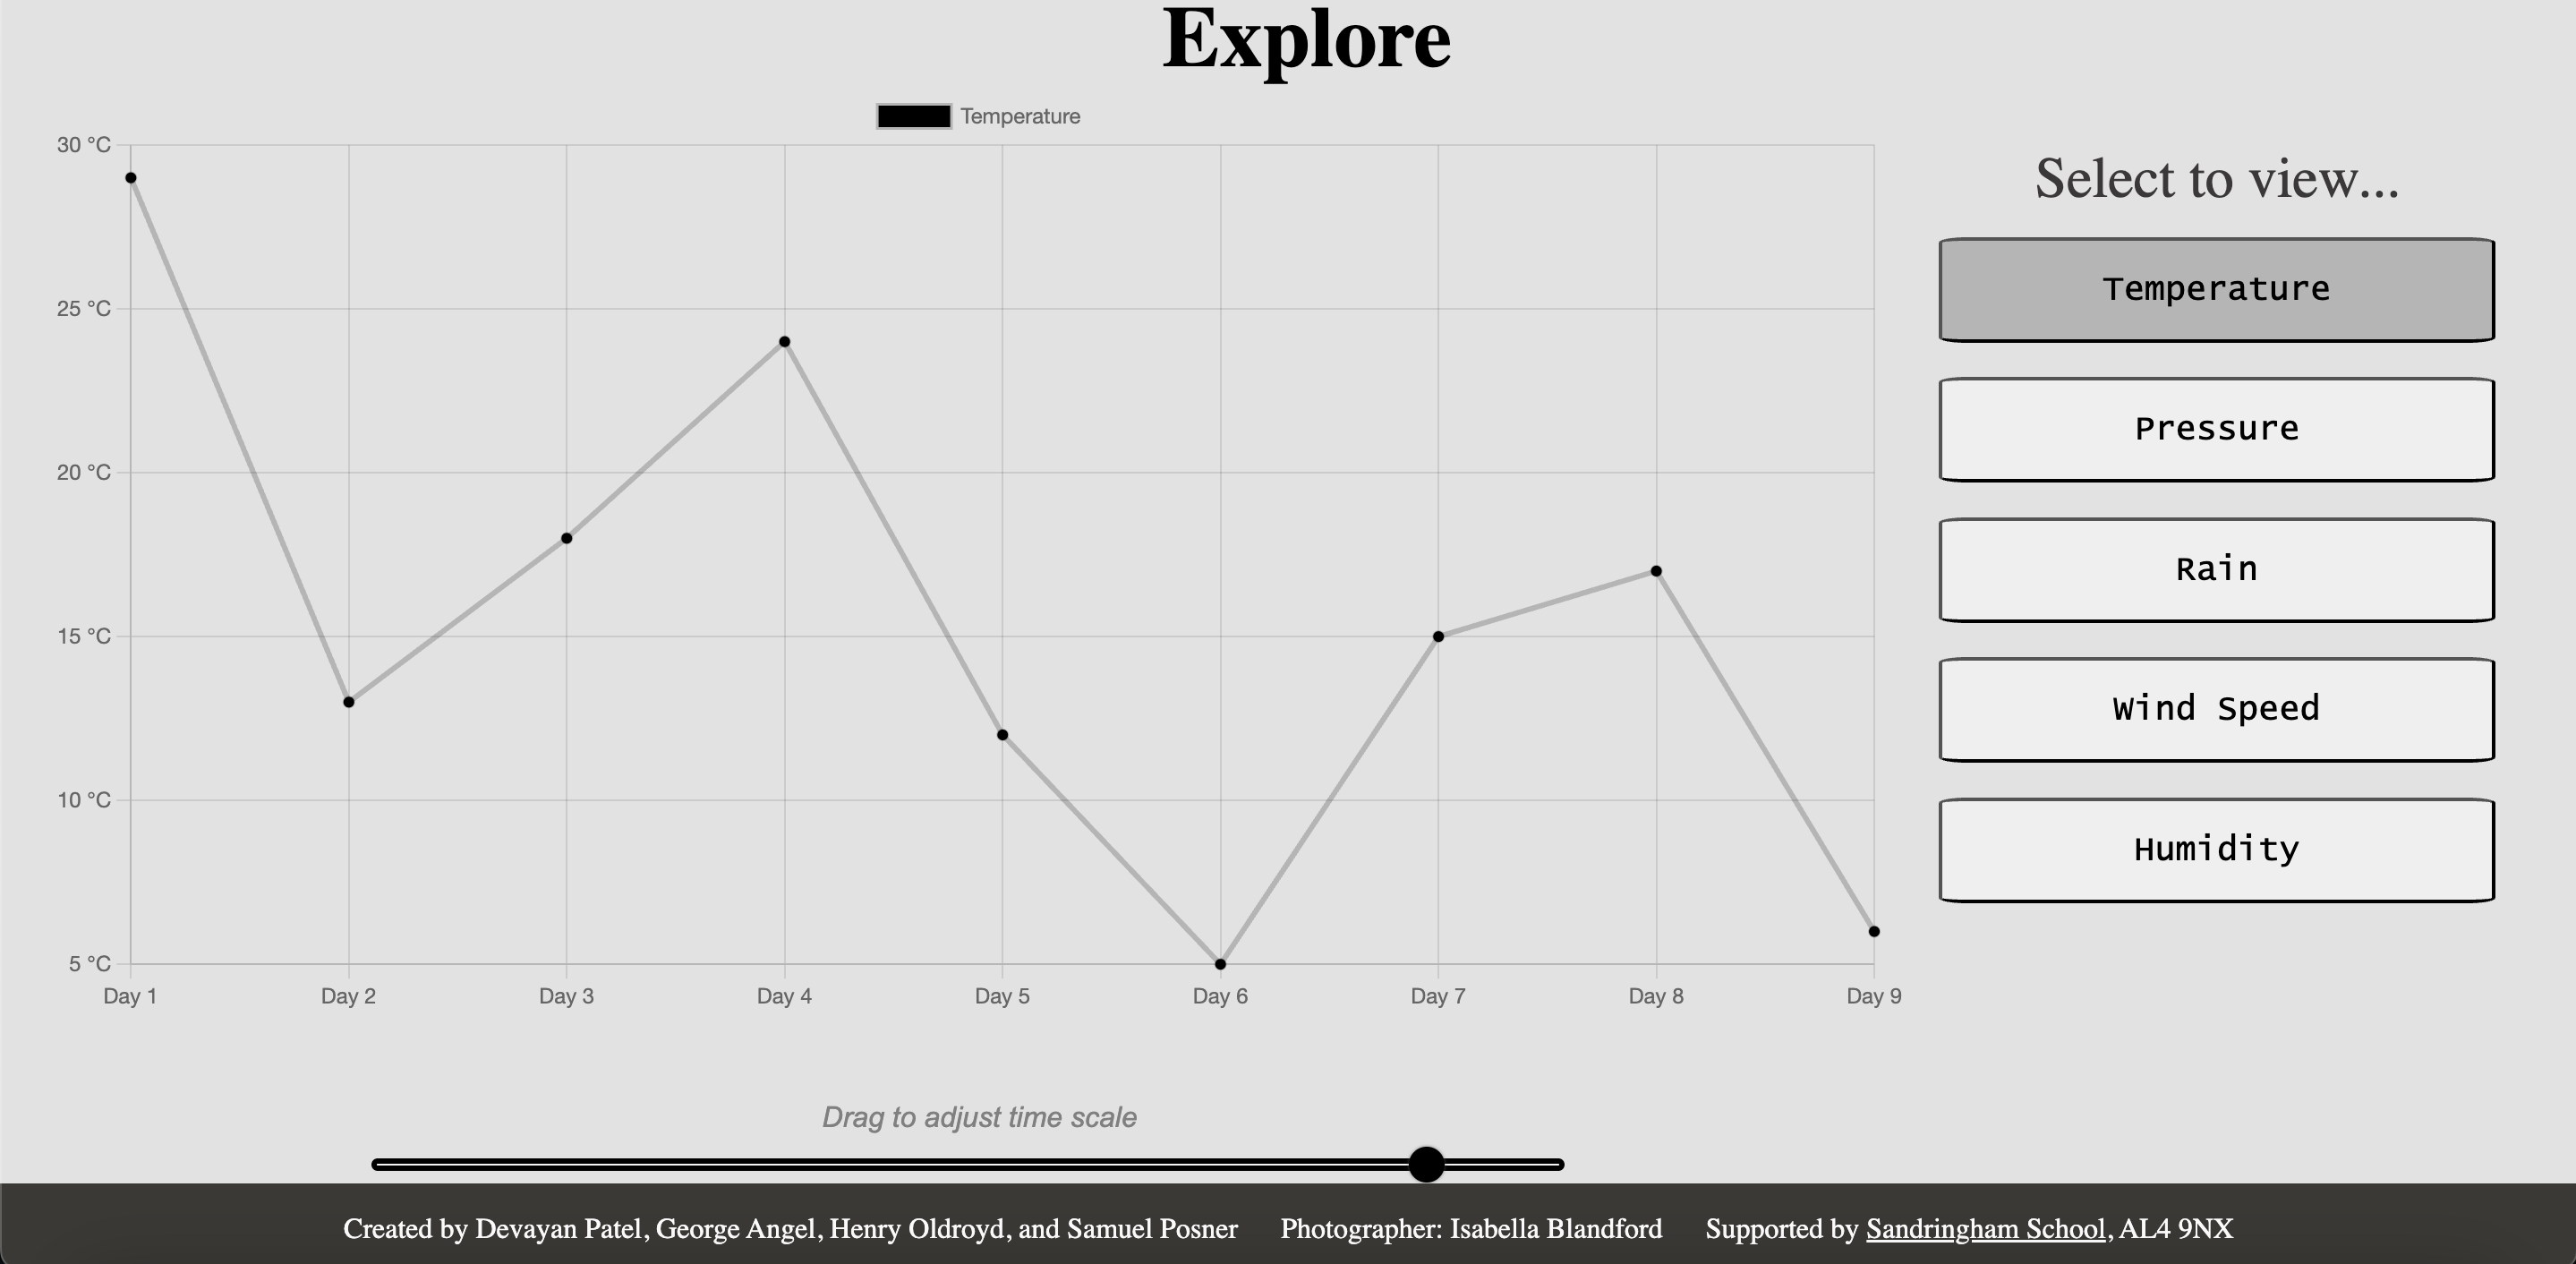 Explore
Temperature
30 °C
25 °C
20 °C
15 °C
10 °C
5 °C
Day 1 Day 2 Day 3 Day 4 Day 5 Day 6 Day 7 Day 8 Day 9
Select to view...
Temperature
Pressure
Rain
Wind Speed
Humidity
Drag to adjust time scale
Created by Devayan Patel, George Angel, Henry Oldroyd, and Samuel Posner Photographer: Isabella Blandford Supported by Sandringham School, AL4 9NX